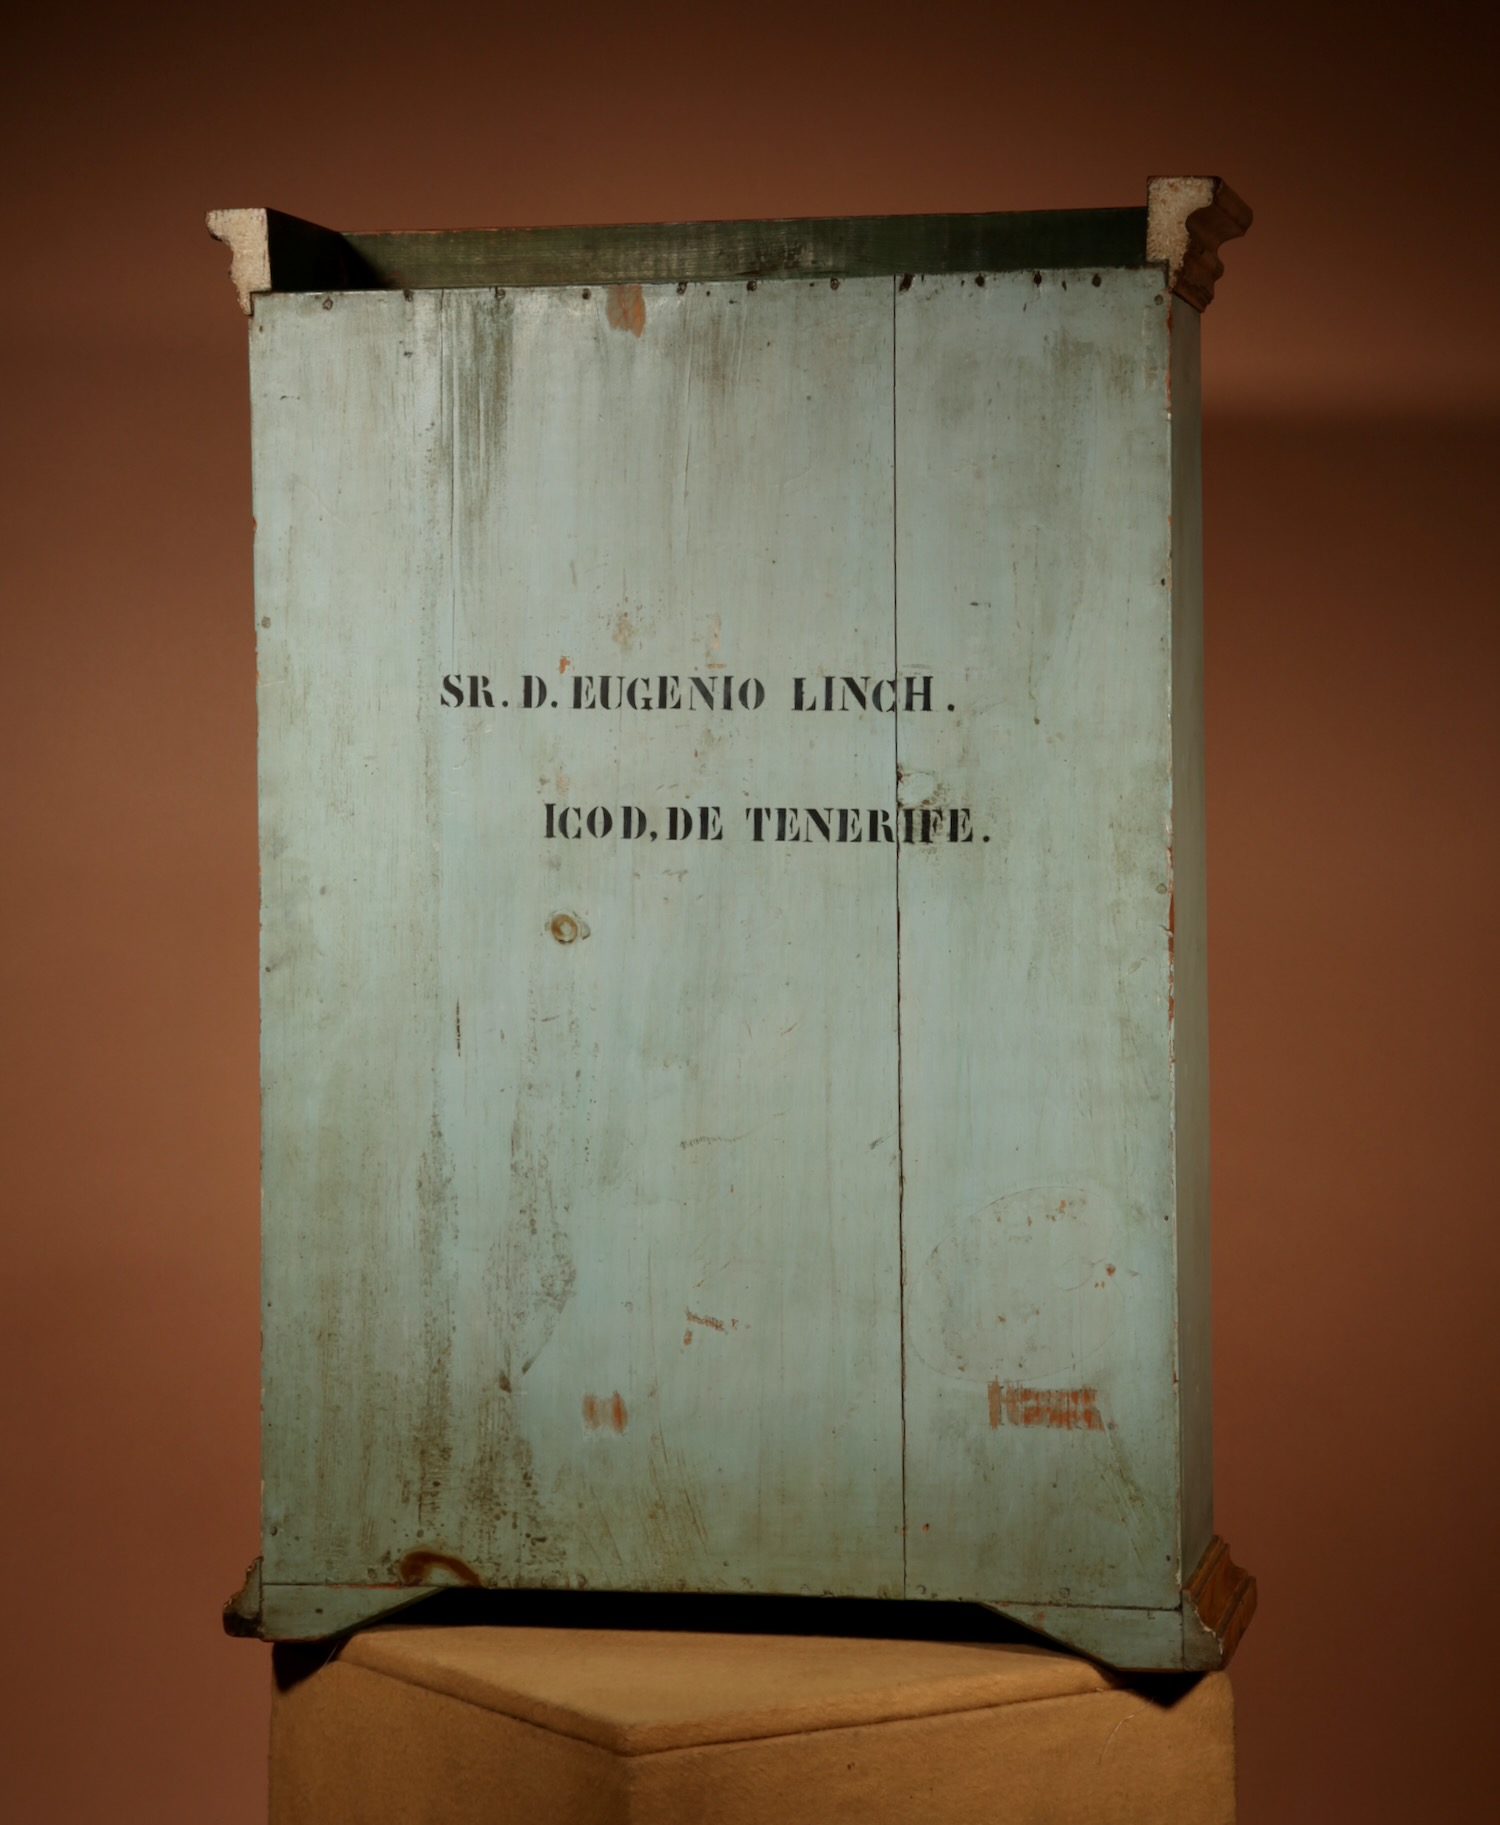 SR. D. EUGENIO LINCH.
ICOD, DE TENERIFE.